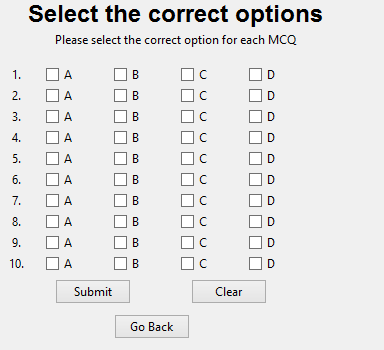 Select the correct options
Please select the correct option for each MCQ
1. A B C D
2. A B C D
3. A B C D
4. A B C D
5. A B C D
6. A B C D
7. A B C D
8. A B C D
9. A B C D
10. A B C D
Submit Clear
Go Back